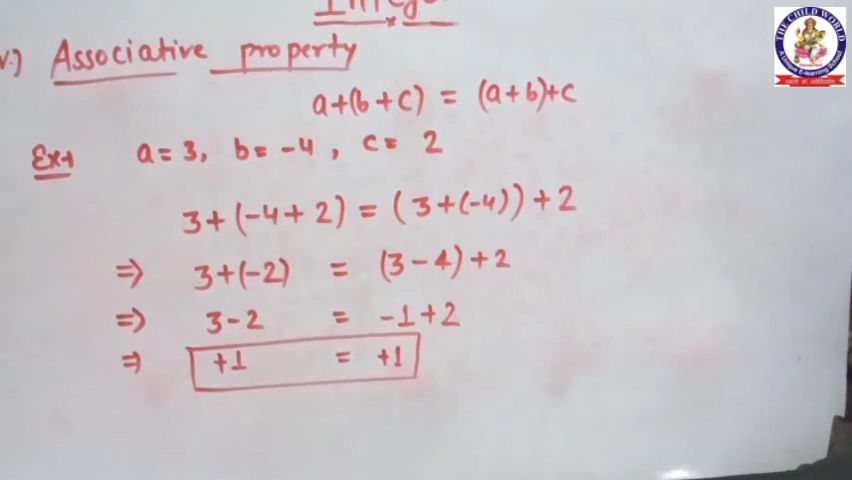 v.) Associative property
a+(b+c) = (a+b)+c
Ex→ a=3, b=-4, c= 2
3+(-4+2) = (3+(-4))+2
⇒ 3+(-2) = (3-4)+2
⇒ 3-2 = -1+2
⇒ +1 = +1
THE CHILD WORLD